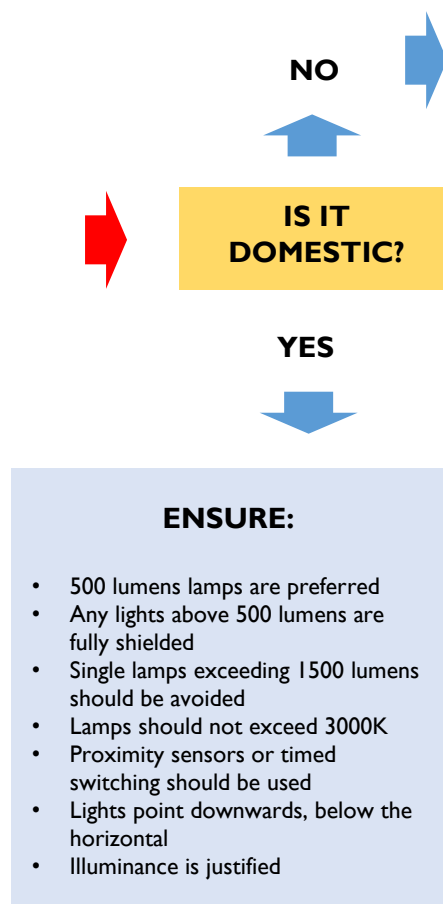 NO
IS IT
DOMESTIC?
YES
ENSURE:
• 500 lumens lamps are preferred
• Any lights above 500 lumens are
fully shielded
• Single lamps exceeding 1500 lumens
should be avoided
• Lamps should not exceed 3000K
• Proximity sensors or timed
switching should be used
• Lights point downwards, below the
horizontal
• Illuminance is justified